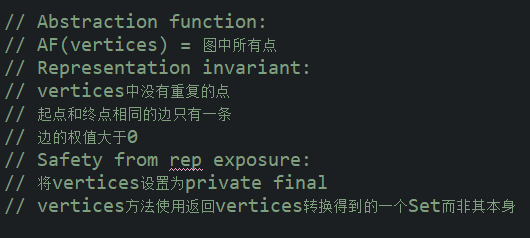 // Abstraction function:
// AF(vertices) = 图中所有点
// Representation invariant:
// vertices中没有重复的点
// 起点和终点相同的边只有一条
// 边的权值大于0
// Safety from rep exposure:
// 将vertices设置为private final
// vertices方法使用返回vertices转换得到的一个Set而非其本身